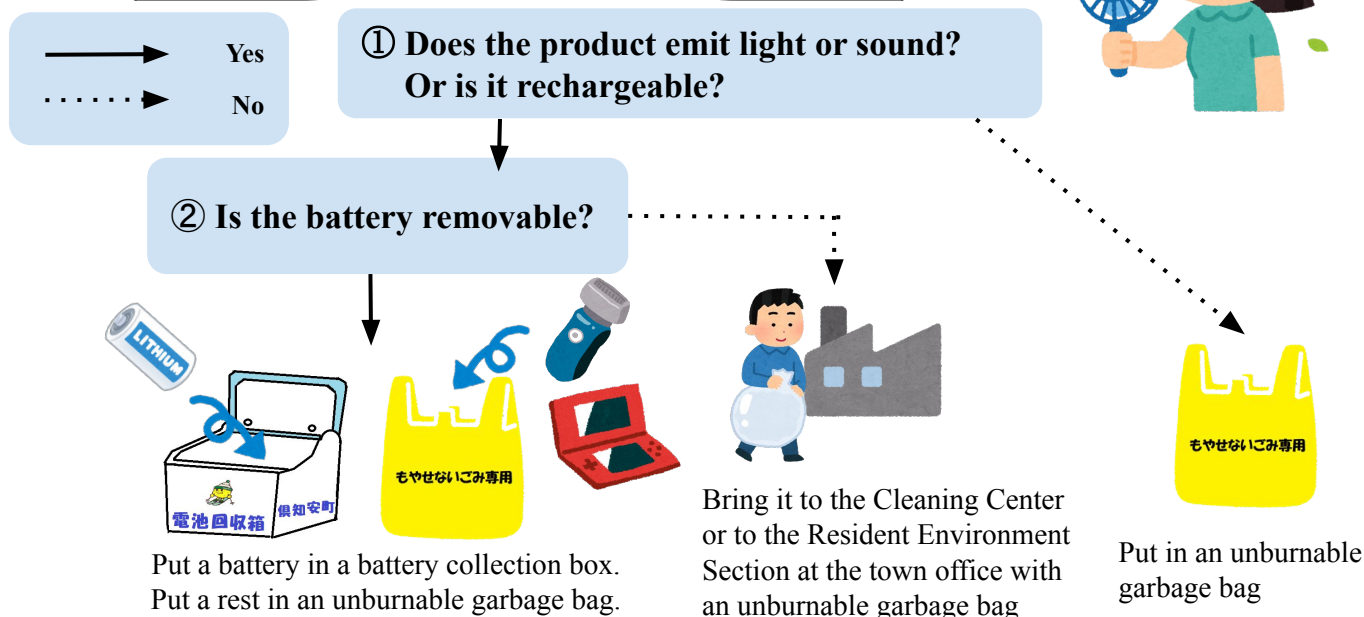 Yes
No
① Does the product emit light or sound?
Or is it rechargeable?
② Is the battery removable?
LITHIUM
電池回収箱
倶知安町
もやせないごみ専用
もやせないごみ専用
Put a battery in a battery collection box.
Put a rest in an unburnable garbage bag.
Bring it to the Cleaning Center
or to the Resident Environment
Section at the town office with
an unburnable garbage bag
Put in an unburnable
garbage bag